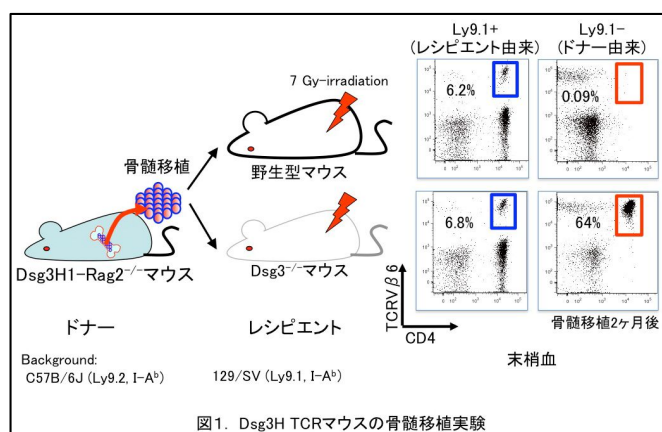 Ly9.1+
(レシピエント由来)
Ly9.1-
(ドナー由来)
7 Gy-irradiation
6.2%
0.09%
骨髄移植
野生型マウス
6.8%
64%
Dsg3H1-Rag2-/-マウス
Dsg3-/-マウス
TCRVβ6
CD4
骨髄移植2ヶ月後
ドナー
レシピエント
末梢血
Background:
C57B/6J (Ly9.2, I-Ab)
129/SV (Ly9.1, I-Ab)
図1. Dsg3H TCRマウスの骨髄移植実験